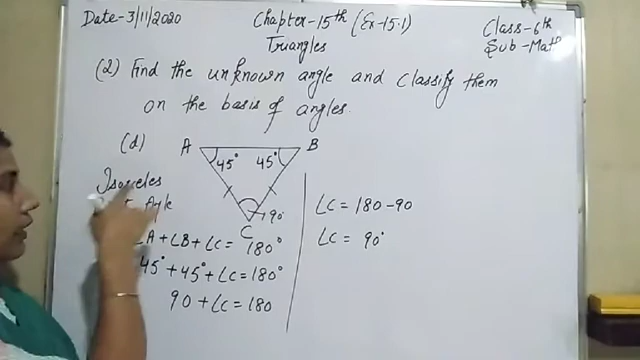 Date-3/11/2020
Chapter-15th (Ex-15.1)
Triangles
Class-6th
Sub-Math
(2) Find the unknown angle and classify them
on the basis of angles.
(d)
A
B
45° 45°
90°
C
∠A + ∠B + ∠C = 180°
45° + 45° + ∠C = 180°
90 + ∠C = 180
∠C = 180 - 90
∠C = 90°